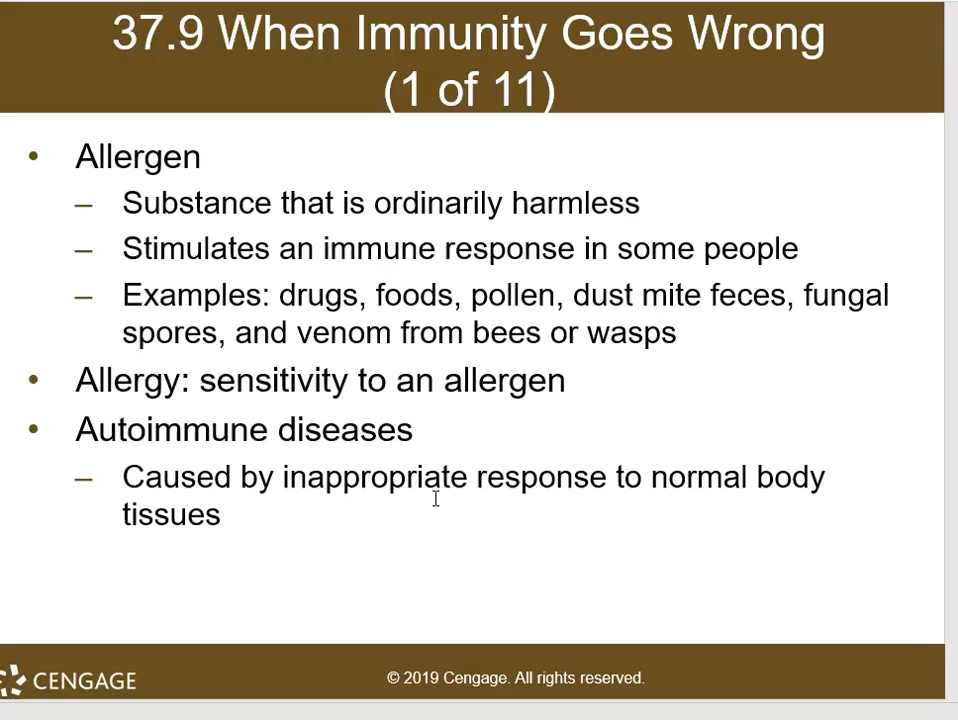 37.9 When Immunity Goes Wrong
(1 of 11)
• Allergen
– Substance that is ordinarily harmless
– Stimulates an immune response in some people
– Examples: drugs, foods, pollen, dust mite feces, fungal
spores, and venom from bees or wasps
• Allergy: sensitivity to an allergen
• Autoimmune diseases
– Caused by inappropriate response to normal body
tissues
CENGAGE
© 2019 Cengage. All rights reserved.